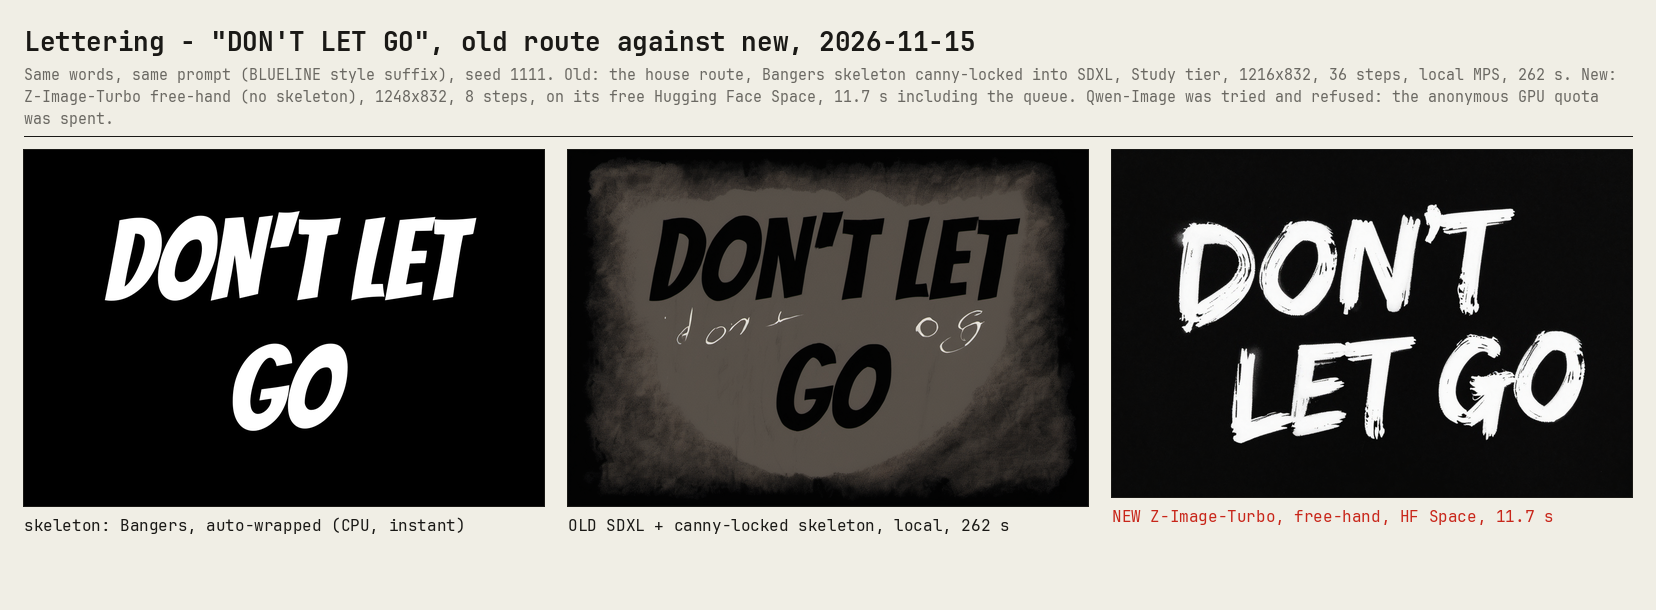 Lettering - "DON'T LET GO", old route against new, 2026-11-15
Same words, same prompt (BLUELINE style suffix), seed 1111. Old: the house route, Bangers skeleton canny-locked into SDXL, Study tier, 1216x832, 36 steps, local MPS, 262 s. New:
Z-Image-Turbo free-hand (no skeleton), 1248x832, 8 steps, on its free Hugging Face Space, 11.7 s including the queue. Qwen-Image was tried and refused: the anonymous GPU quota
was spent.
DON'T LET
GO
skeleton: Bangers, auto-wrapped (CPU, instant)
DON'T LET
don
og
GO
OLD SDXL + canny-locked skeleton, local, 262 s
DON'T
LET GO
NEW Z-Image-Turbo, free-hand, HF Space, 11.7 s